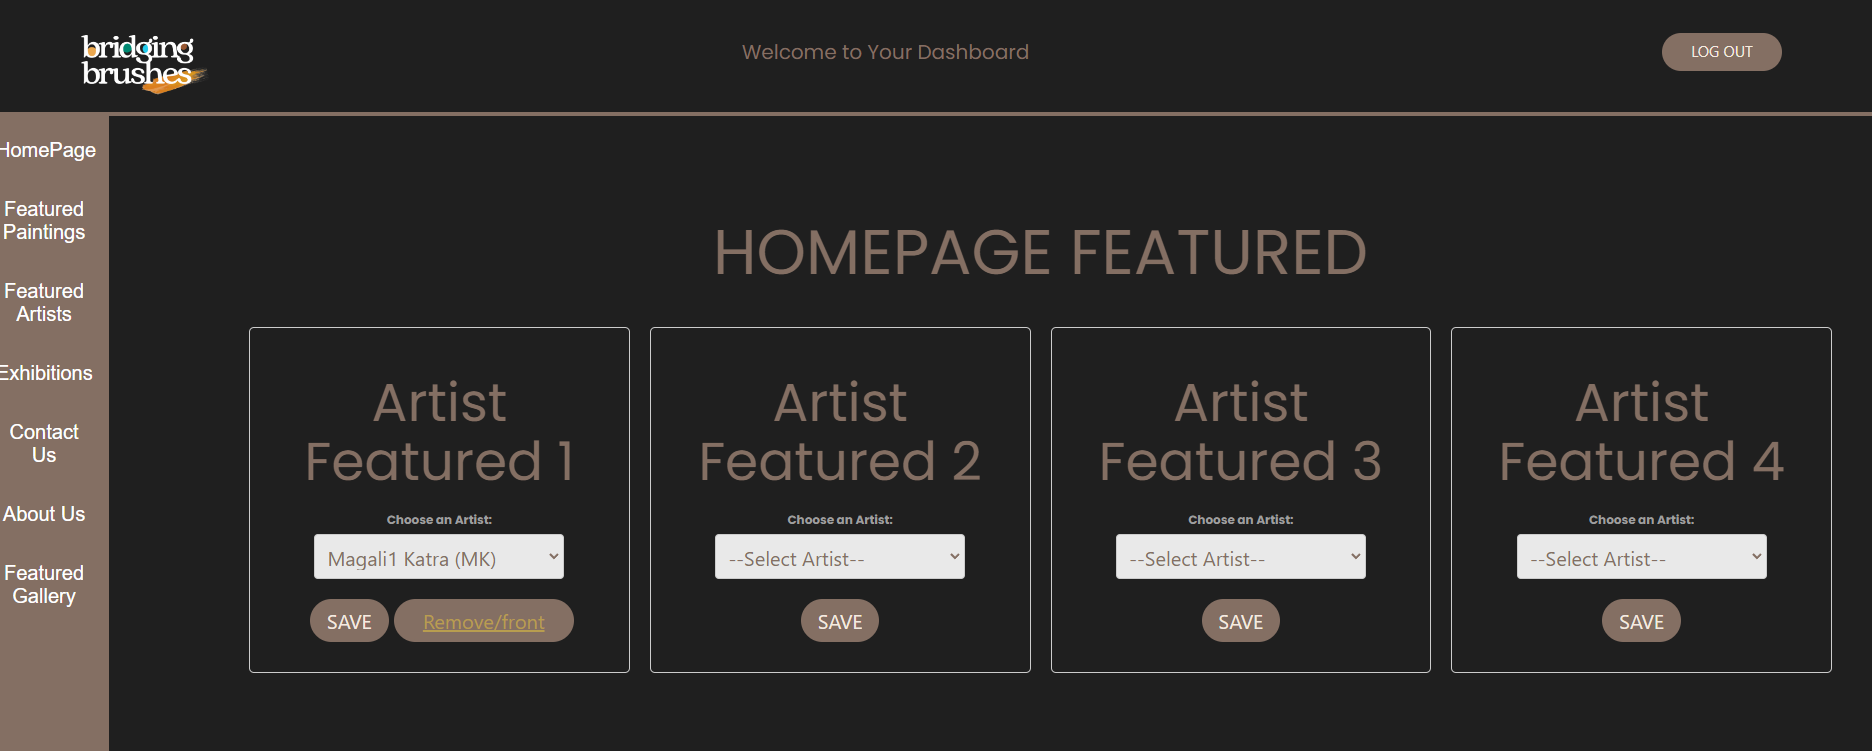 bridging
brushes
Welcome to Your Dashboard
LOG OUT
HomePage
Featured
Paintings
Featured
Artists
Exhibitions
Contact
Us
About Us
Featured
Gallery
HOMEPAGE FEATURED
Artist
Featured 1
Choose an Artist:
Magali1 Katra (MK)
SAVE Remove/front
Artist
Featured 2
Choose an Artist:
--Select Artist--
SAVE
Artist
Featured 3
Choose an Artist:
--Select Artist--
SAVE
Artist
Featured 4
Choose an Artist:
--Select Artist--
SAVE